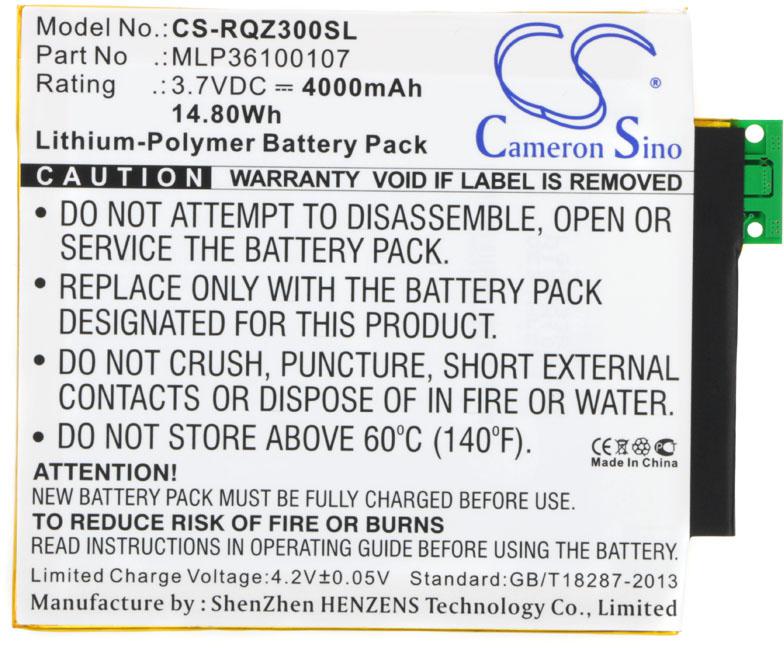 Model No.:CS-RQZ300SL
Part No .:MLP36100107
Rating .:3.7VDC ⎓ 4000mAh
14.80Wh
Lithium-Polymer Battery Pack
CS ®
Cameron Sino
CAUTION WARRANTY VOID IF LABEL IS REMOVED
• DO NOT ATTEMPT TO DISASSEMBLE, OPEN OR
SERVICE THE BATTERY PACK.
• REPLACE ONLY WITH THE BATTERY PACK
DESIGNATED FOR THIS PRODUCT.
• DO NOT CRUSH, PUNCTURE, SHORT EXTERNAL
CONTACTS OR DISPOSE OF IN FIRE OR WATER.
• DO NOT STORE ABOVE 60°C (140°F).
CE
Made In China
ATTENTION!
NEW BATTERY PACK MUST BE FULLY CHARGED BEFORE USE.
TO REDUCE RISK OF FIRE OR BURNS
READ INSTRUCTIONS IN OPERATING GUIDE BEFORE USING THE BATTERY.
Limited Charge Voltage:4.2V±0.05V Standard:GB/T18287-2013
Manufacture by : ShenZhen HENZENS Technology Co., Limited